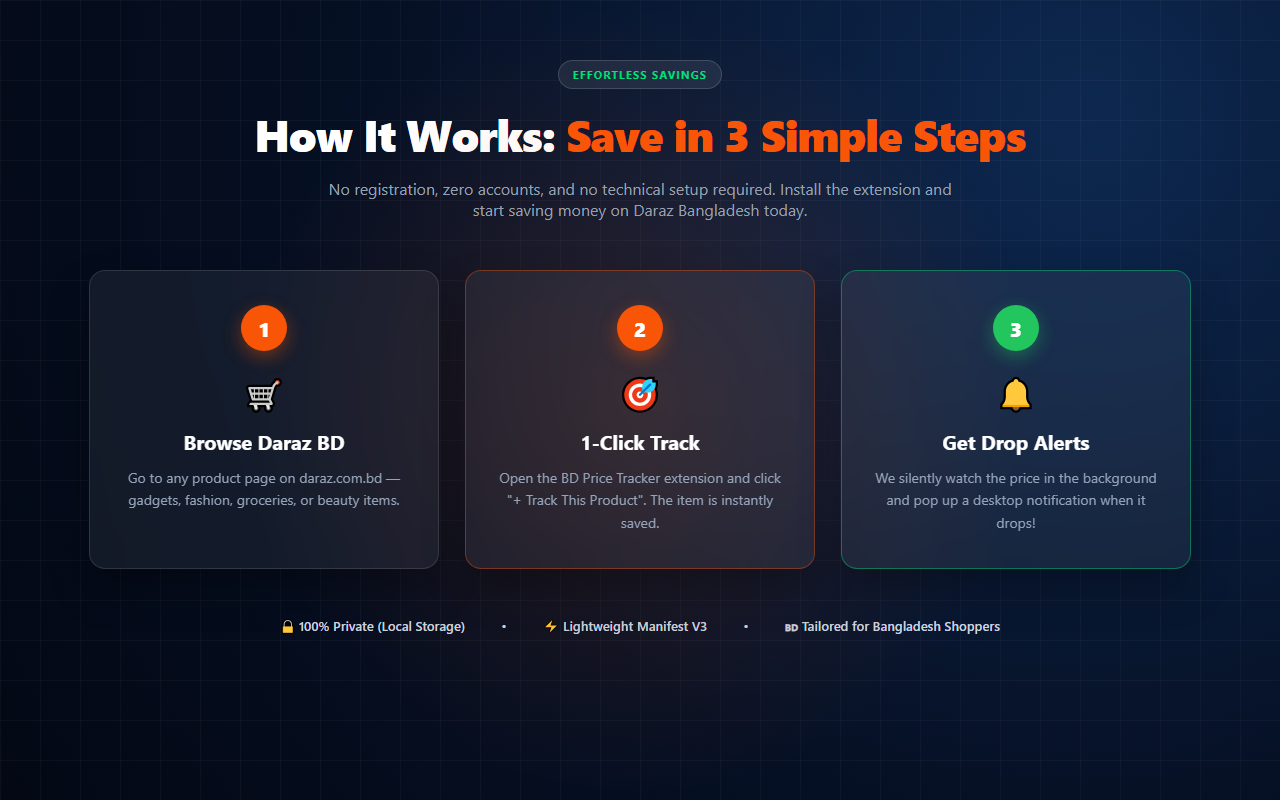 EFFORTLESS SAVINGS
How It Works: Save in 3 Simple Steps
No registration, zero accounts, and no technical setup required. Install the extension and
start saving money on Daraz Bangladesh today.
1
Browse Daraz BD
Go to any product page on daraz.com.bd —
gadgets, fashion, groceries, or beauty items.
2
1-Click Track
Open the BD Price Tracker extension and click
"+ Track This Product". The item is instantly
saved.
3
Get Drop Alerts
We silently watch the price in the background
and pop up a desktop notification when it
drops!
100% Private (Local Storage) • Lightweight Manifest V3 • BD Tailored for Bangladesh Shoppers